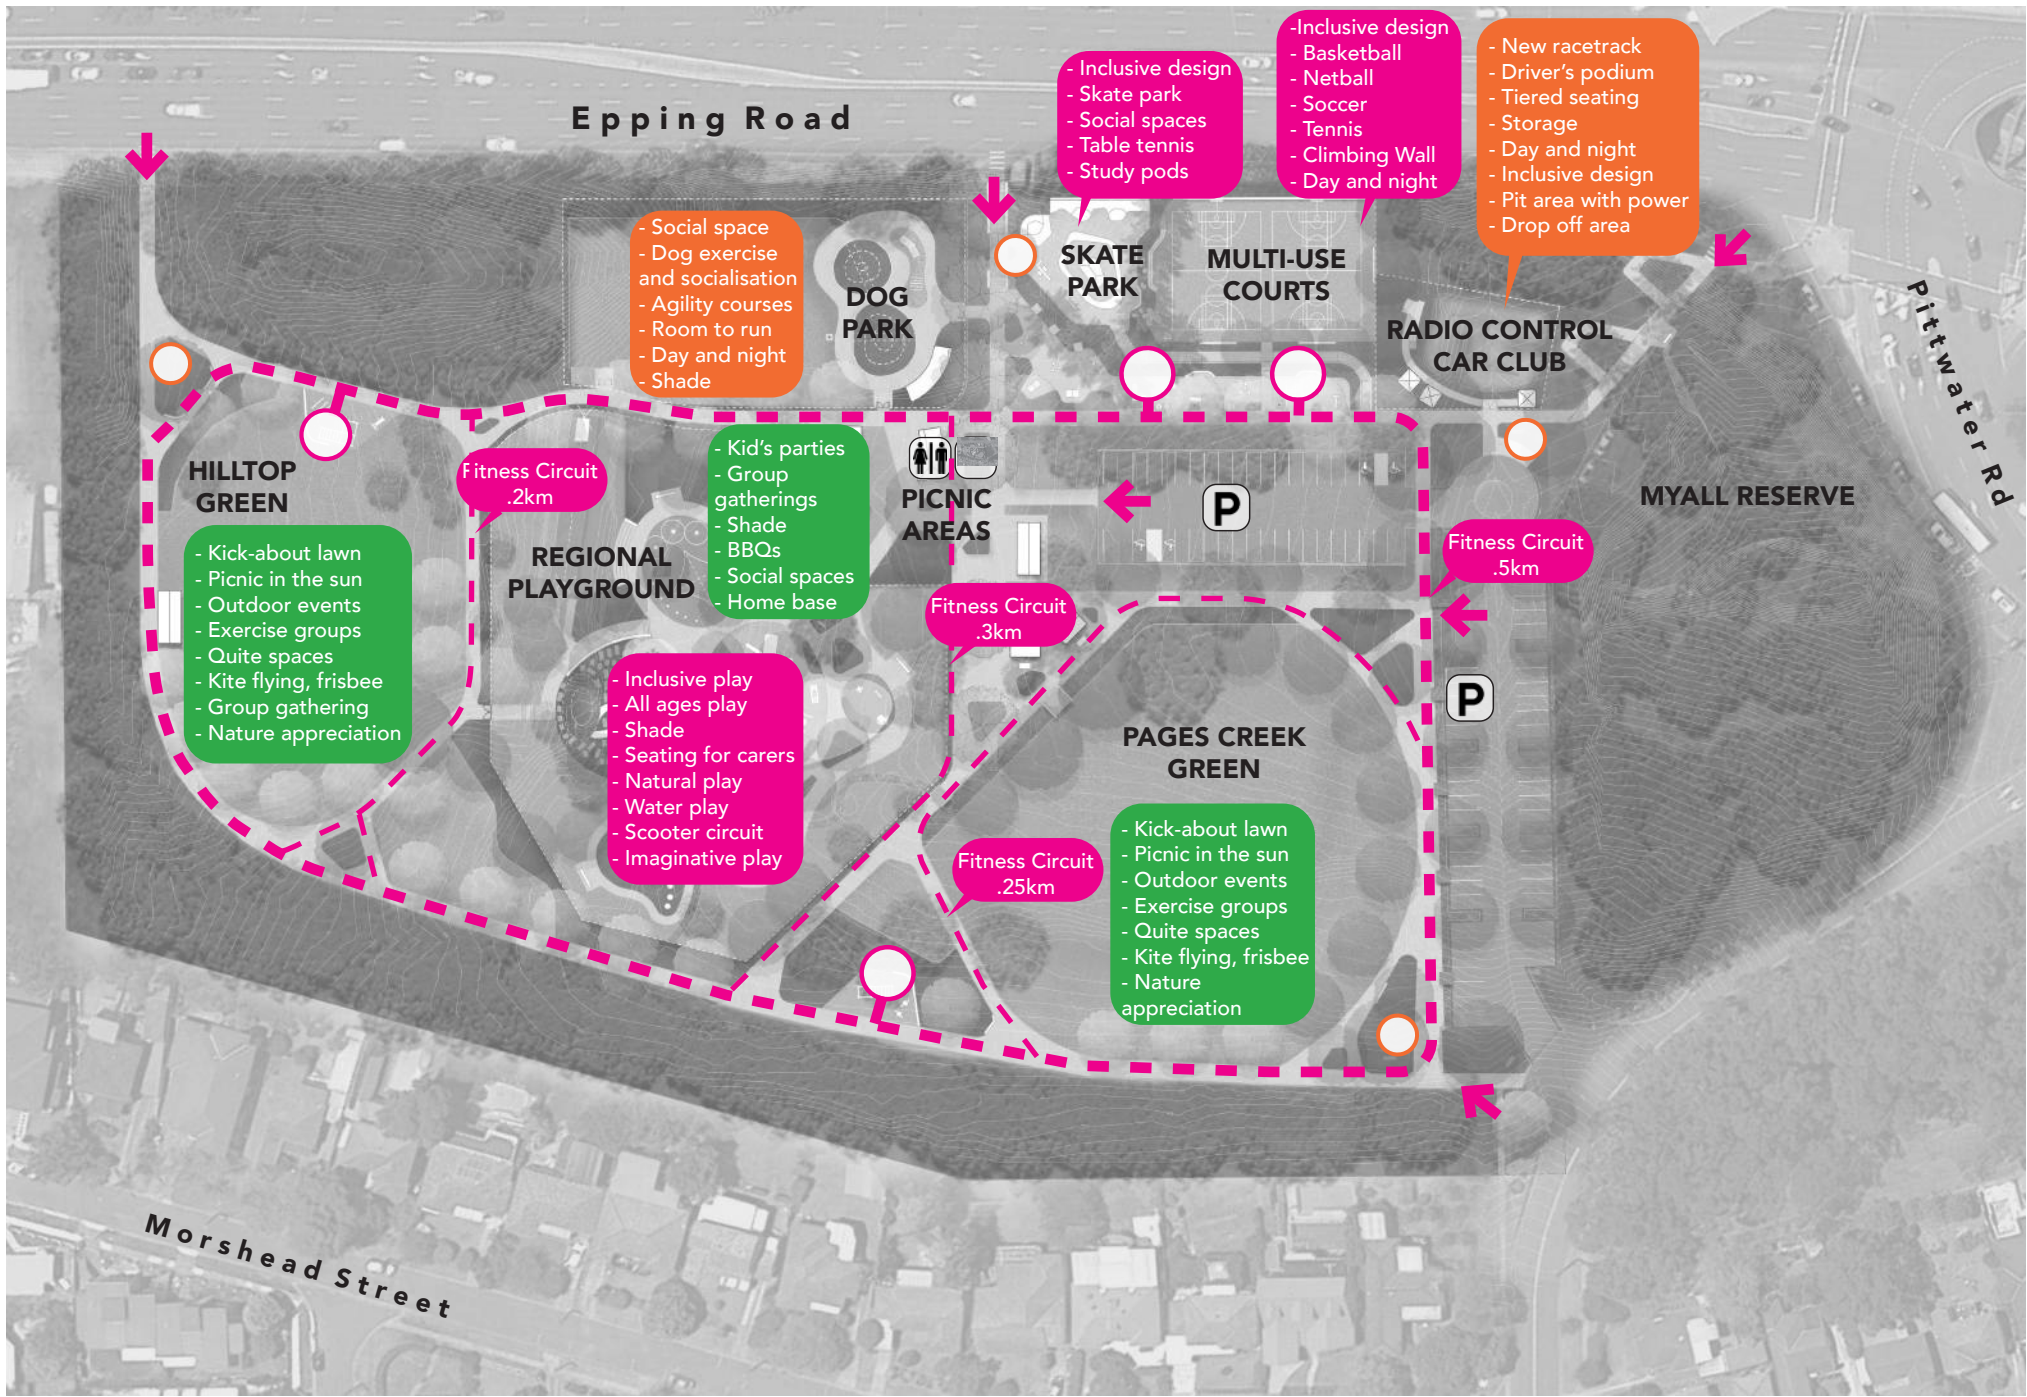 Epping Road
- Inclusive design
- Skate park
- Social spaces
- Table tennis
- Study pods
-Inclusive design
- Basketball
- Netball
- Soccer
- Tennis
- Climbing Wall
- Day and night
- New racetrack
- Driver's podium
- Tiered seating
- Storage
- Day and night
- Inclusive design
- Pit area with power
- Drop off area
- Social space
- Dog exercise
and socialisation
- Agility courses
- Room to run
- Day and night
- Shade
DOG
PARK
SKATE
PARK
MULTI-USE
COURTS
RADIO CONTROL
CAR CLUB
Pittwater Rd
HILLTOP
GREEN
Fitness Circuit
.2km
- Kid's parties
- Group
gatherings
- Shade
- BBQs
- Social spaces
- Home base
PICNIC
AREAS
P
MYALL RESERVE
- Kick-about lawn
- Picnic in the sun
- Outdoor events
- Exercise groups
- Quite spaces
- Kite flying, frisbee
- Group gathering
- Nature appreciation
REGIONAL
PLAYGROUND
Fitness Circuit
.5km
Fitness Circuit
.3km
- Inclusive play
- All ages play
- Shade
- Seating for carers
- Natural play
- Water play
- Scooter circuit
- Imaginative play
P
PAGES CREEK
GREEN
Fitness Circuit
.25km
- Kick-about lawn
- Picnic in the sun
- Outdoor events
- Exercise groups
- Quite spaces
- Kite flying, frisbee
- Nature
appreciation
Morshead Street